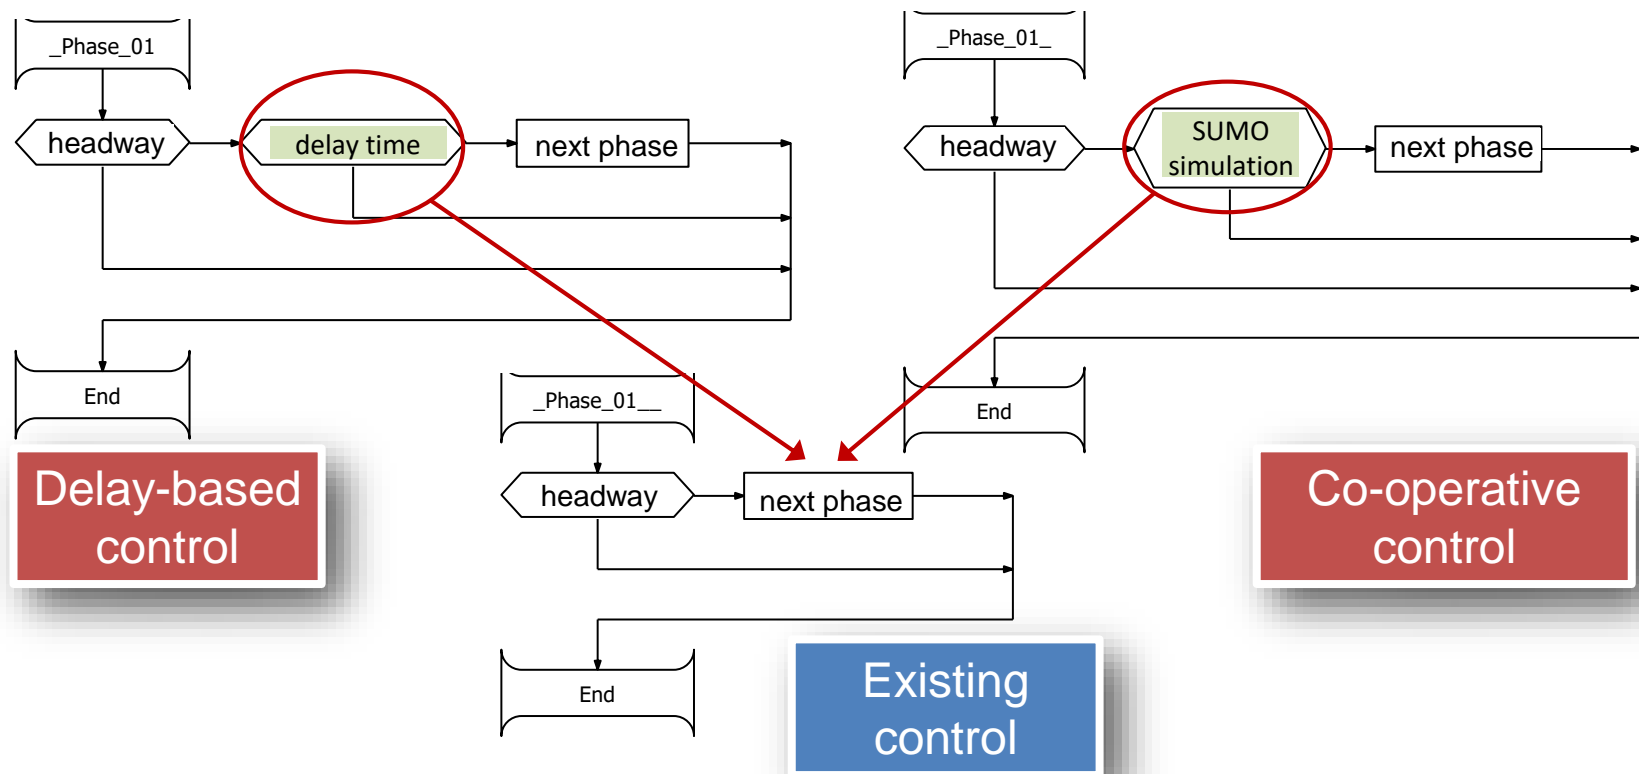 _Phase_01
headway
delay time
next phase
End
Delay-based
control
_Phase_01_
headway
SUMO
simulation
next phase
End
Co-operative
control
_Phase_01__
headway
next phase
End
Existing
control